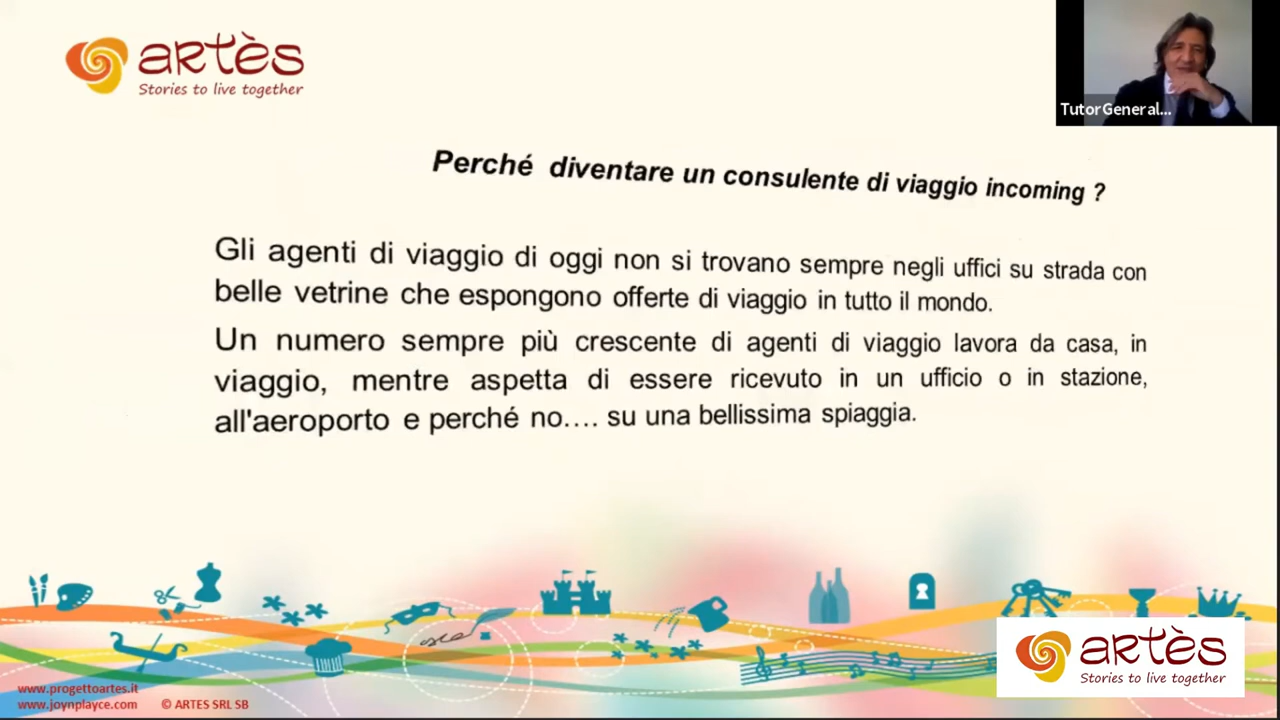 artès
Stories to live together
TutorGeneral...
Perché diventare un consulente di viaggio incoming ?
Gli agenti di viaggio di oggi non si trovano sempre negli uffici su strada con
belle vetrine che espongono offerte di viaggio in tutto il mondo.
Un numero sempre più crescente di agenti di viaggio lavora da casa, in
viaggio, mentre aspetta di essere ricevuto in un ufficio o in stazione,
all'aeroporto e perché no…. su una bellissima spiaggia.
artès
Stories to live together
www.progettoartes.it
www.joynplayce.com © ARTES SRL SB